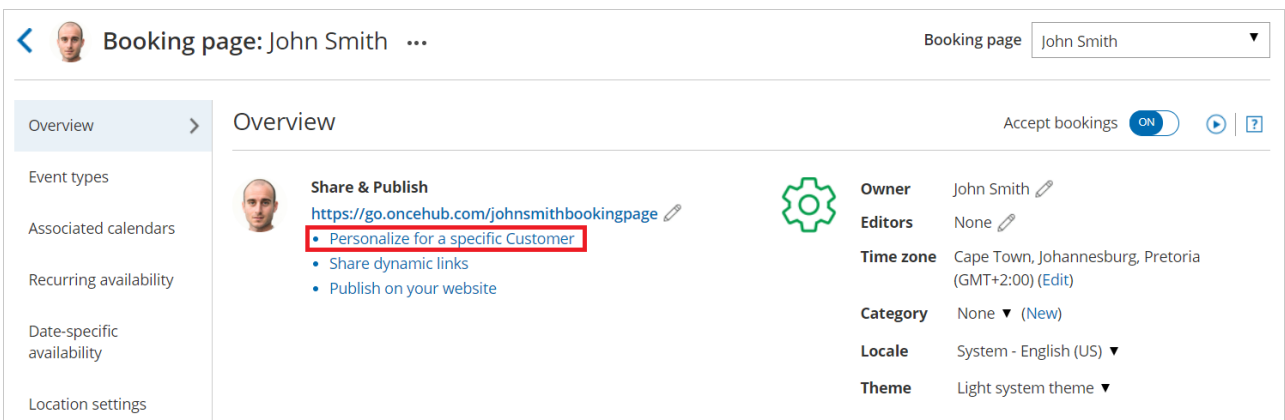 Booking page: John Smith ...
Booking page John Smith
Overview
Event types
Associated calendars
Recurring availability
Date-specific
availability
Location settings
Overview
Accept bookings ON
?
Share & Publish
https://go.oncehub.com/johnsmithbookingpage
• Personalize for a specific Customer
• Share dynamic links
• Publish on your website
Owner John Smith
Editors None
Time zone Cape Town, Johannesburg, Pretoria
(GMT+2:00) (Edit)
Category None ▼ (New)
Locale System - English (US) ▼
Theme Light system theme ▼